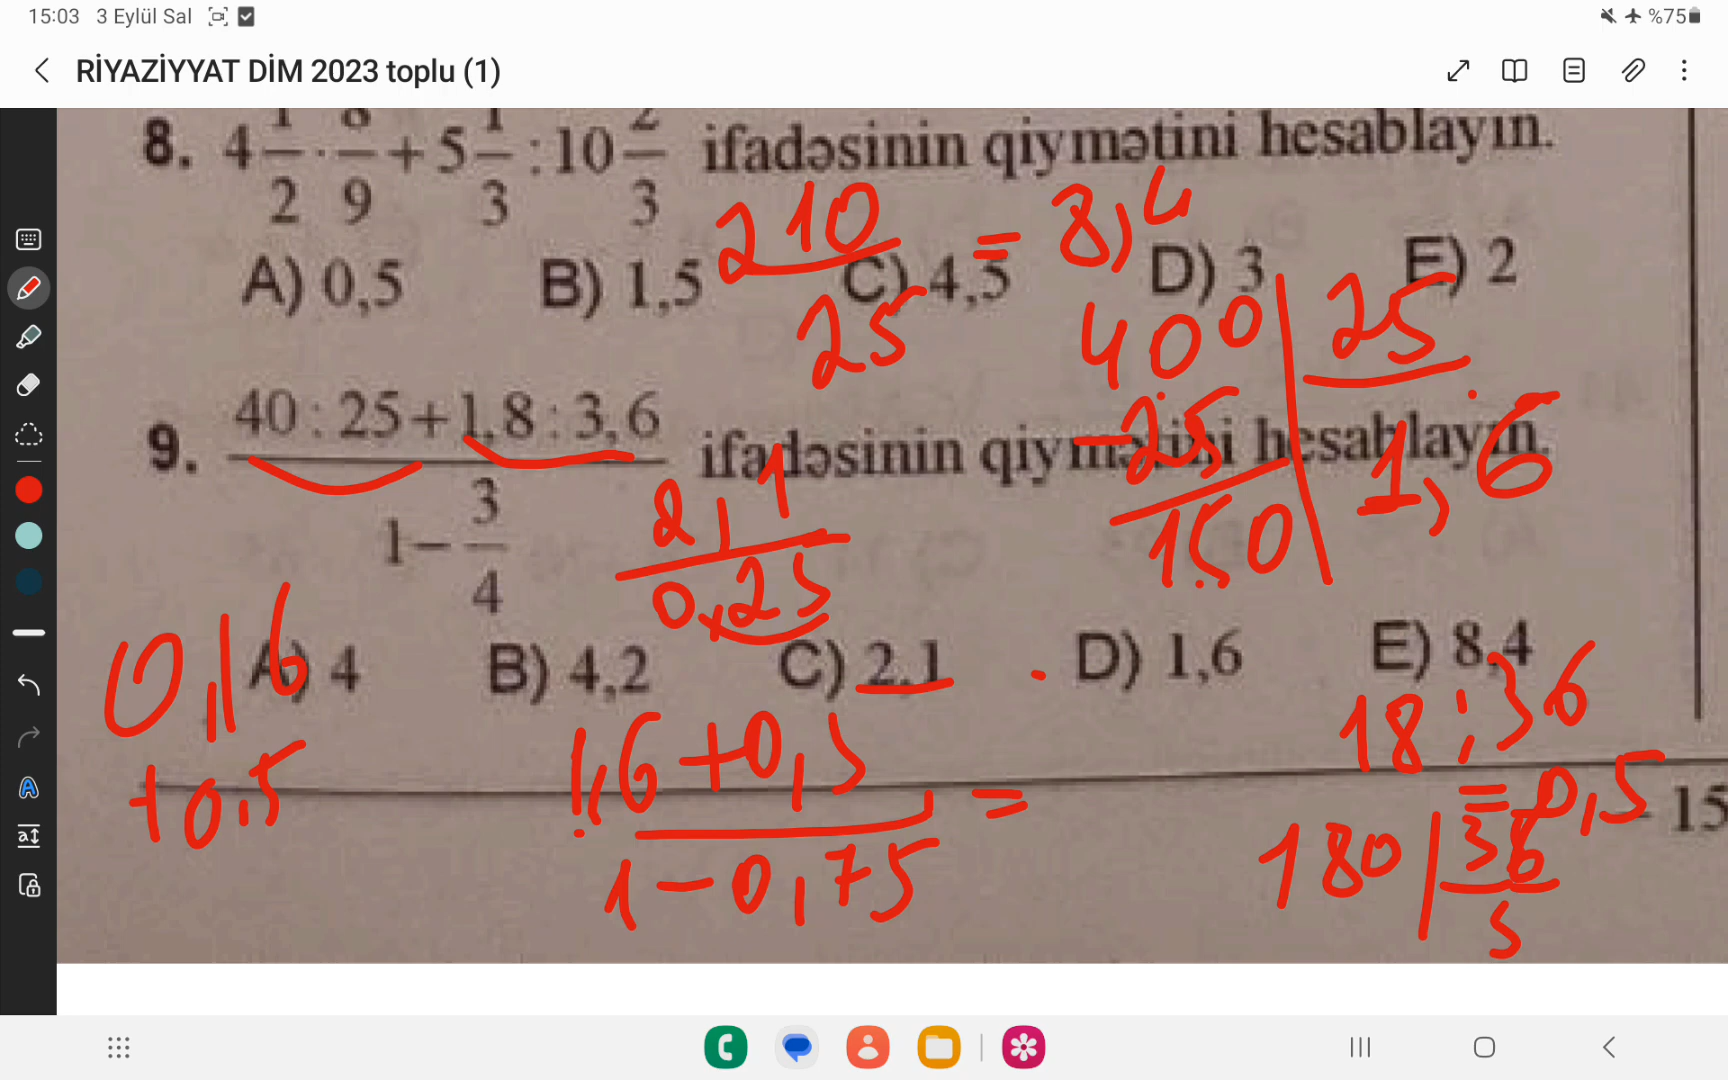 15:03 3 Eylül Sal %75
RİYAZİYYAT DİM 2023 toplu (1)
8. 4 1/2 · 8/9 + 5 1/3 : 10 2/3 ifadəsinin qiymətini hesablayın.
210/25 = 8,4
A) 0,5 B) 1,5 C) 4,5 D) 3 E) 2
400 | 25
25 1,6
150
9. (40 : 25 + 1,8 : 3,6)/(1 − 3/4) ifadəsinin qiymətini hesablayın.
2,1/0,25
A) 4 B) 4,2 C) 2,1 D) 1,6 E) 8,4
0,16
+0,5
1,6+0,5
1−0,75
=
18:36
=0,5
180 | 36
5
15